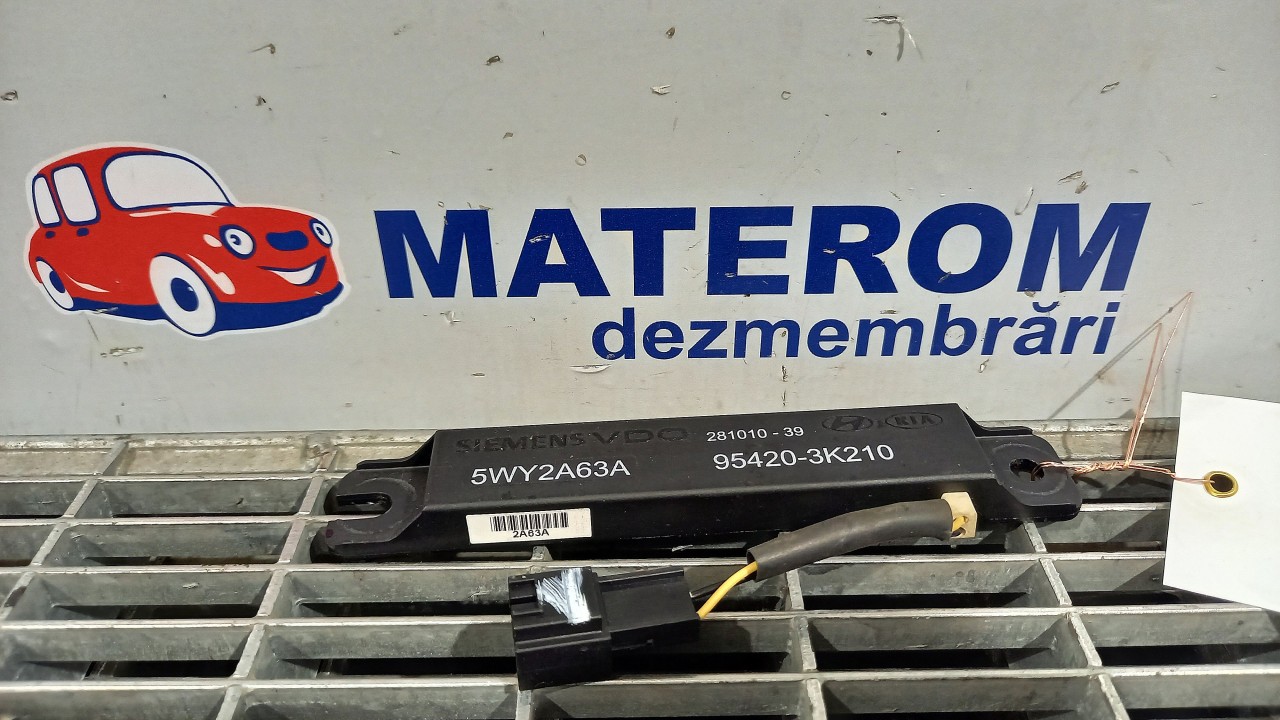 MATEROM
dezmembrări
SIEMENS VDO 281010 - 39 KIA
5WY2A63A 95420-3K210
2A63A